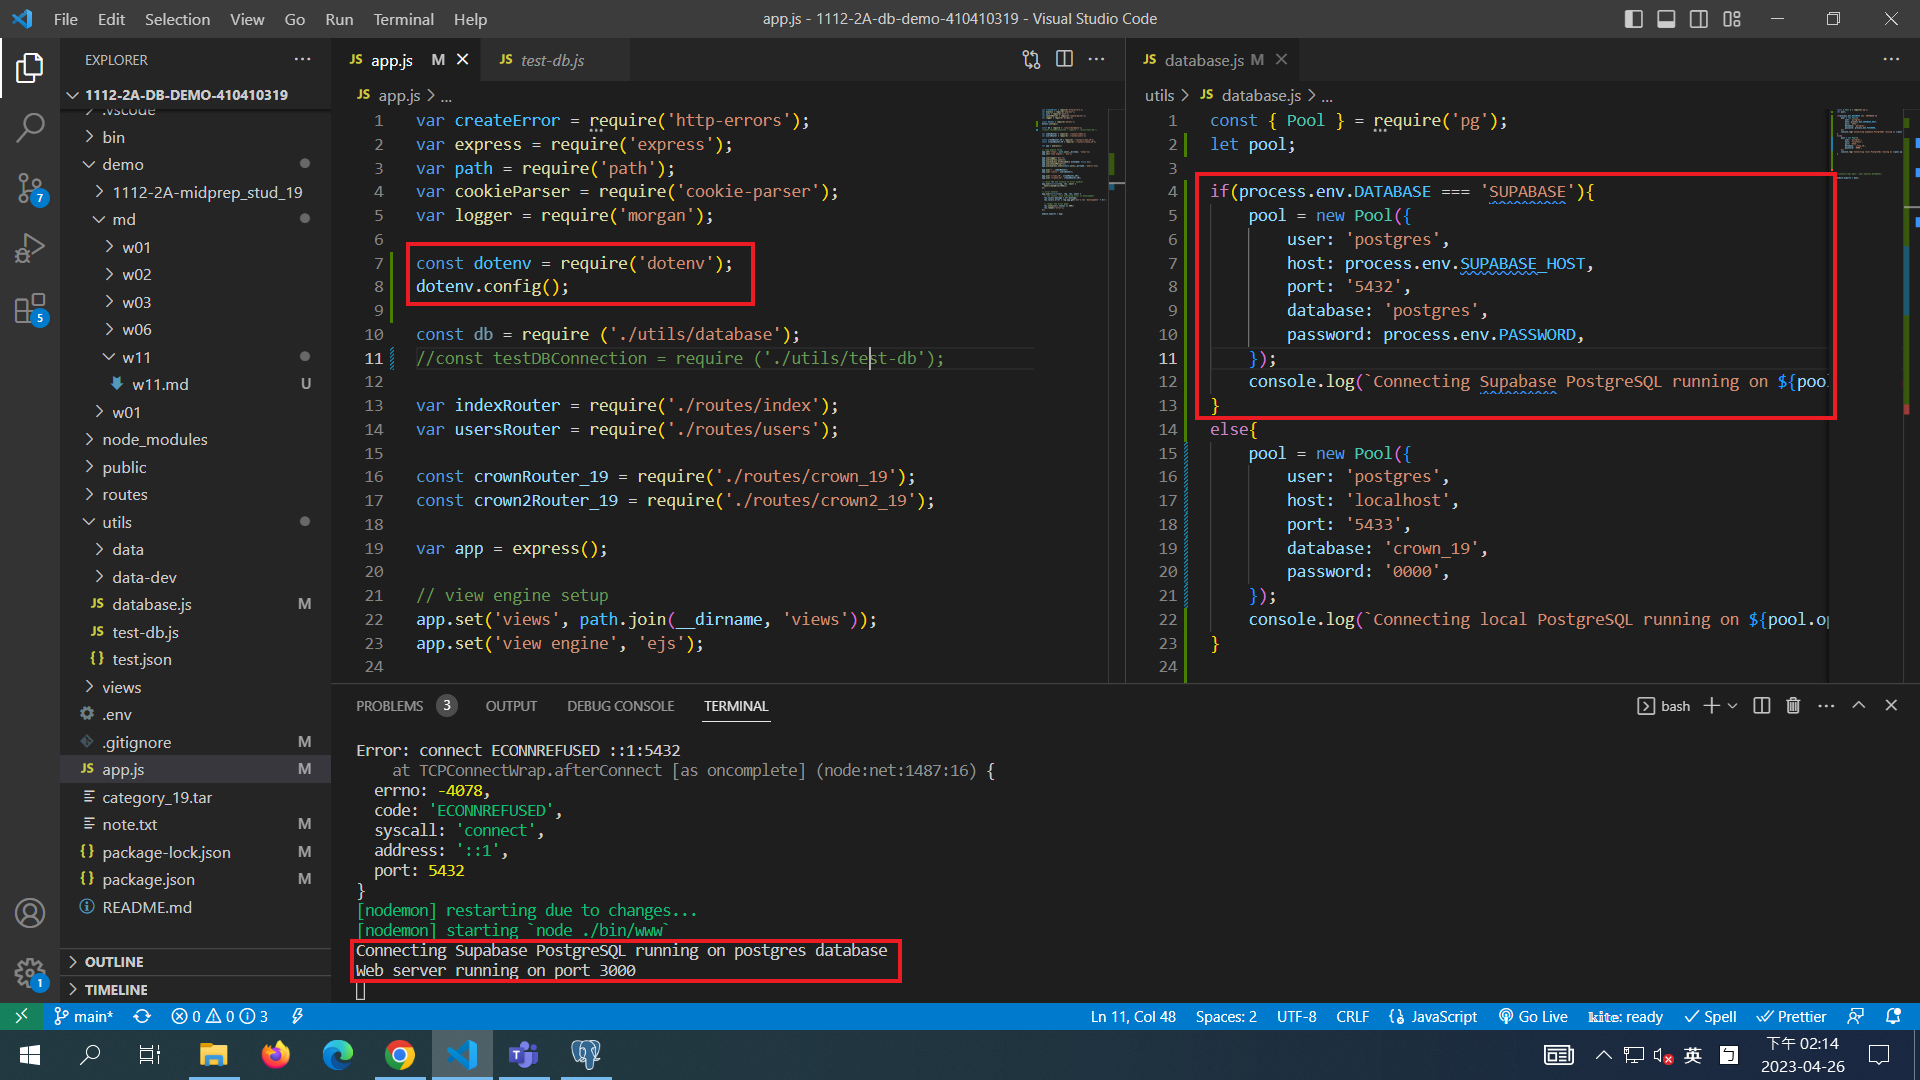 File Edit Selection View Go Run Terminal Help
app.js - 1112-2A-db-demo-410410319 - Visual Studio Code
EXPLORER
1112-2A-DB-DEMO-410410319
.vscode
bin
demo
1112-2A-midprep_stud_19
md
w01
w02
w03
w06
w11
w11.md U
w01
node_modules
public
routes
utils
data
data-dev
JS database.js M
JS test-db.js
{} test.json
views
.env
.gitignore M
JS app.js M
category_19.tar
note.txt M
{} package-lock.json M
{} package.json M
README.md
OUTLINE
TIMELINE
7
5
1
JS app.js M
JS test-db.js
JS app.js > ...
1 var createError = require('http-errors');
2 var express = require('express');
3 var path = require('path');
4 var cookieParser = require('cookie-parser');
5 var logger = require('morgan');
6
7 const dotenv = require('dotenv');
8 dotenv.config();
9
10 const db = require ('./utils/database');
11 //const testDBConnection = require ('./utils/test-db');
12
13 var indexRouter = require('./routes/index');
14 var usersRouter = require('./routes/users');
15
16 const crownRouter_19 = require('./routes/crown_19');
17 const crown2Router_19 = require('./routes/crown2_19');
18
19 var app = express();
20
21 // view engine setup
22 app.set('views', path.join(__dirname, 'views'));
23 app.set('view engine', 'ejs');
24
JS database.js M
utils > JS database.js > ...
1 const { Pool } = require('pg');
2 let pool;
3
4 if(process.env.DATABASE === 'SUPABASE'){
5 pool = new Pool({
6 user: 'postgres',
7 host: process.env.SUPABASE_HOST,
8 port: '5432',
9 database: 'postgres',
10 password: process.env.PASSWORD,
11 });
12 console.log(`Connecting Supabase PostgreSQL running on ${pool
13 }
14 else{
15 pool = new Pool({
16 user: 'postgres',
17 host: 'localhost',
18 port: '5433',
19 database: 'crown_19',
20 password: '0000',
21 });
22 console.log(`Connecting local PostgreSQL running on ${pool.op
23 }
24
PROBLEMS 3 OUTPUT DEBUG CONSOLE TERMINAL
bash
Error: connect ECONNREFUSED ::1:5432
at TCPConnectWrap.afterConnect [as oncomplete] (node:net:1487:16) {
errno: -4078,
code: 'ECONNREFUSED',
syscall: 'connect',
address: '::1',
port: 5432
}
[nodemon] restarting due to changes...
[nodemon] starting `node ./bin/www`
Connecting Supabase PostgreSQL running on postgres database
Web server running on port 3000
main* 0 0 3
Ln 11, Col 48 Spaces: 2 UTF-8 CRLF {} JavaScript Go Live kite: ready Spell Prettier
英 ㄅ
下午 02:14
2023-04-26